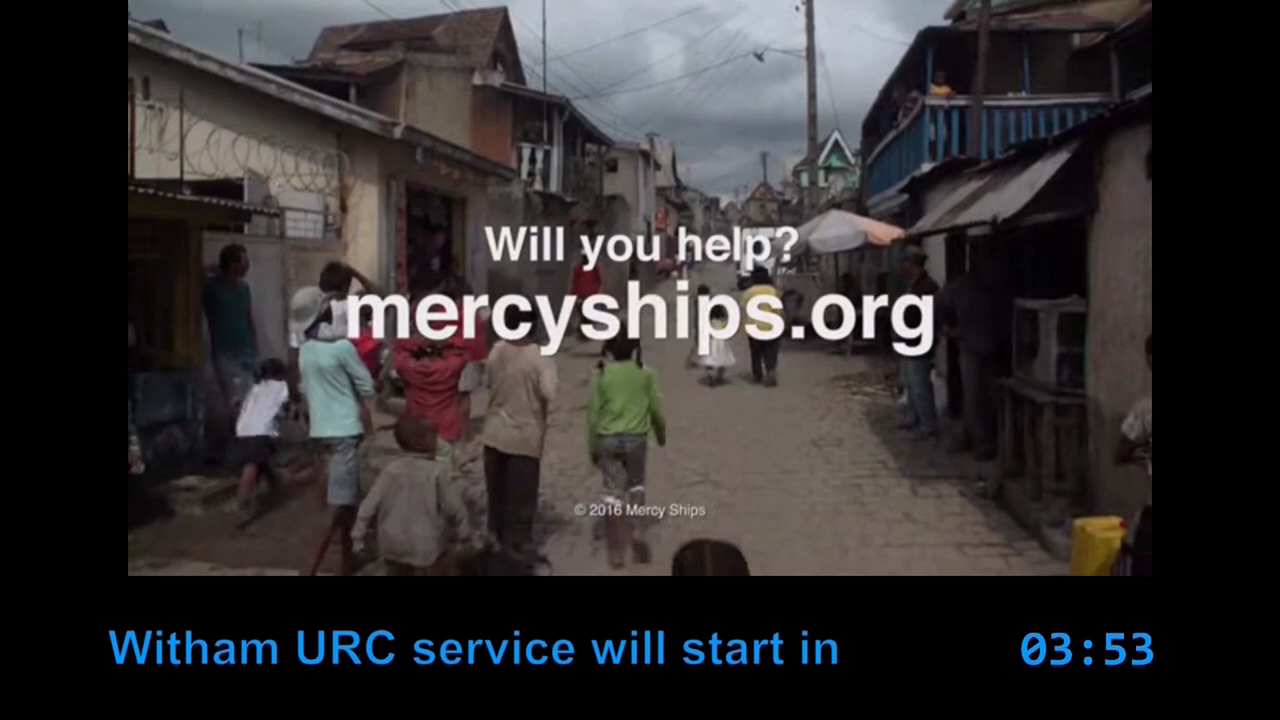 Will you help?
mercyships.org
© 2016 Mercy Ships
Witham URC service will start in 03:53